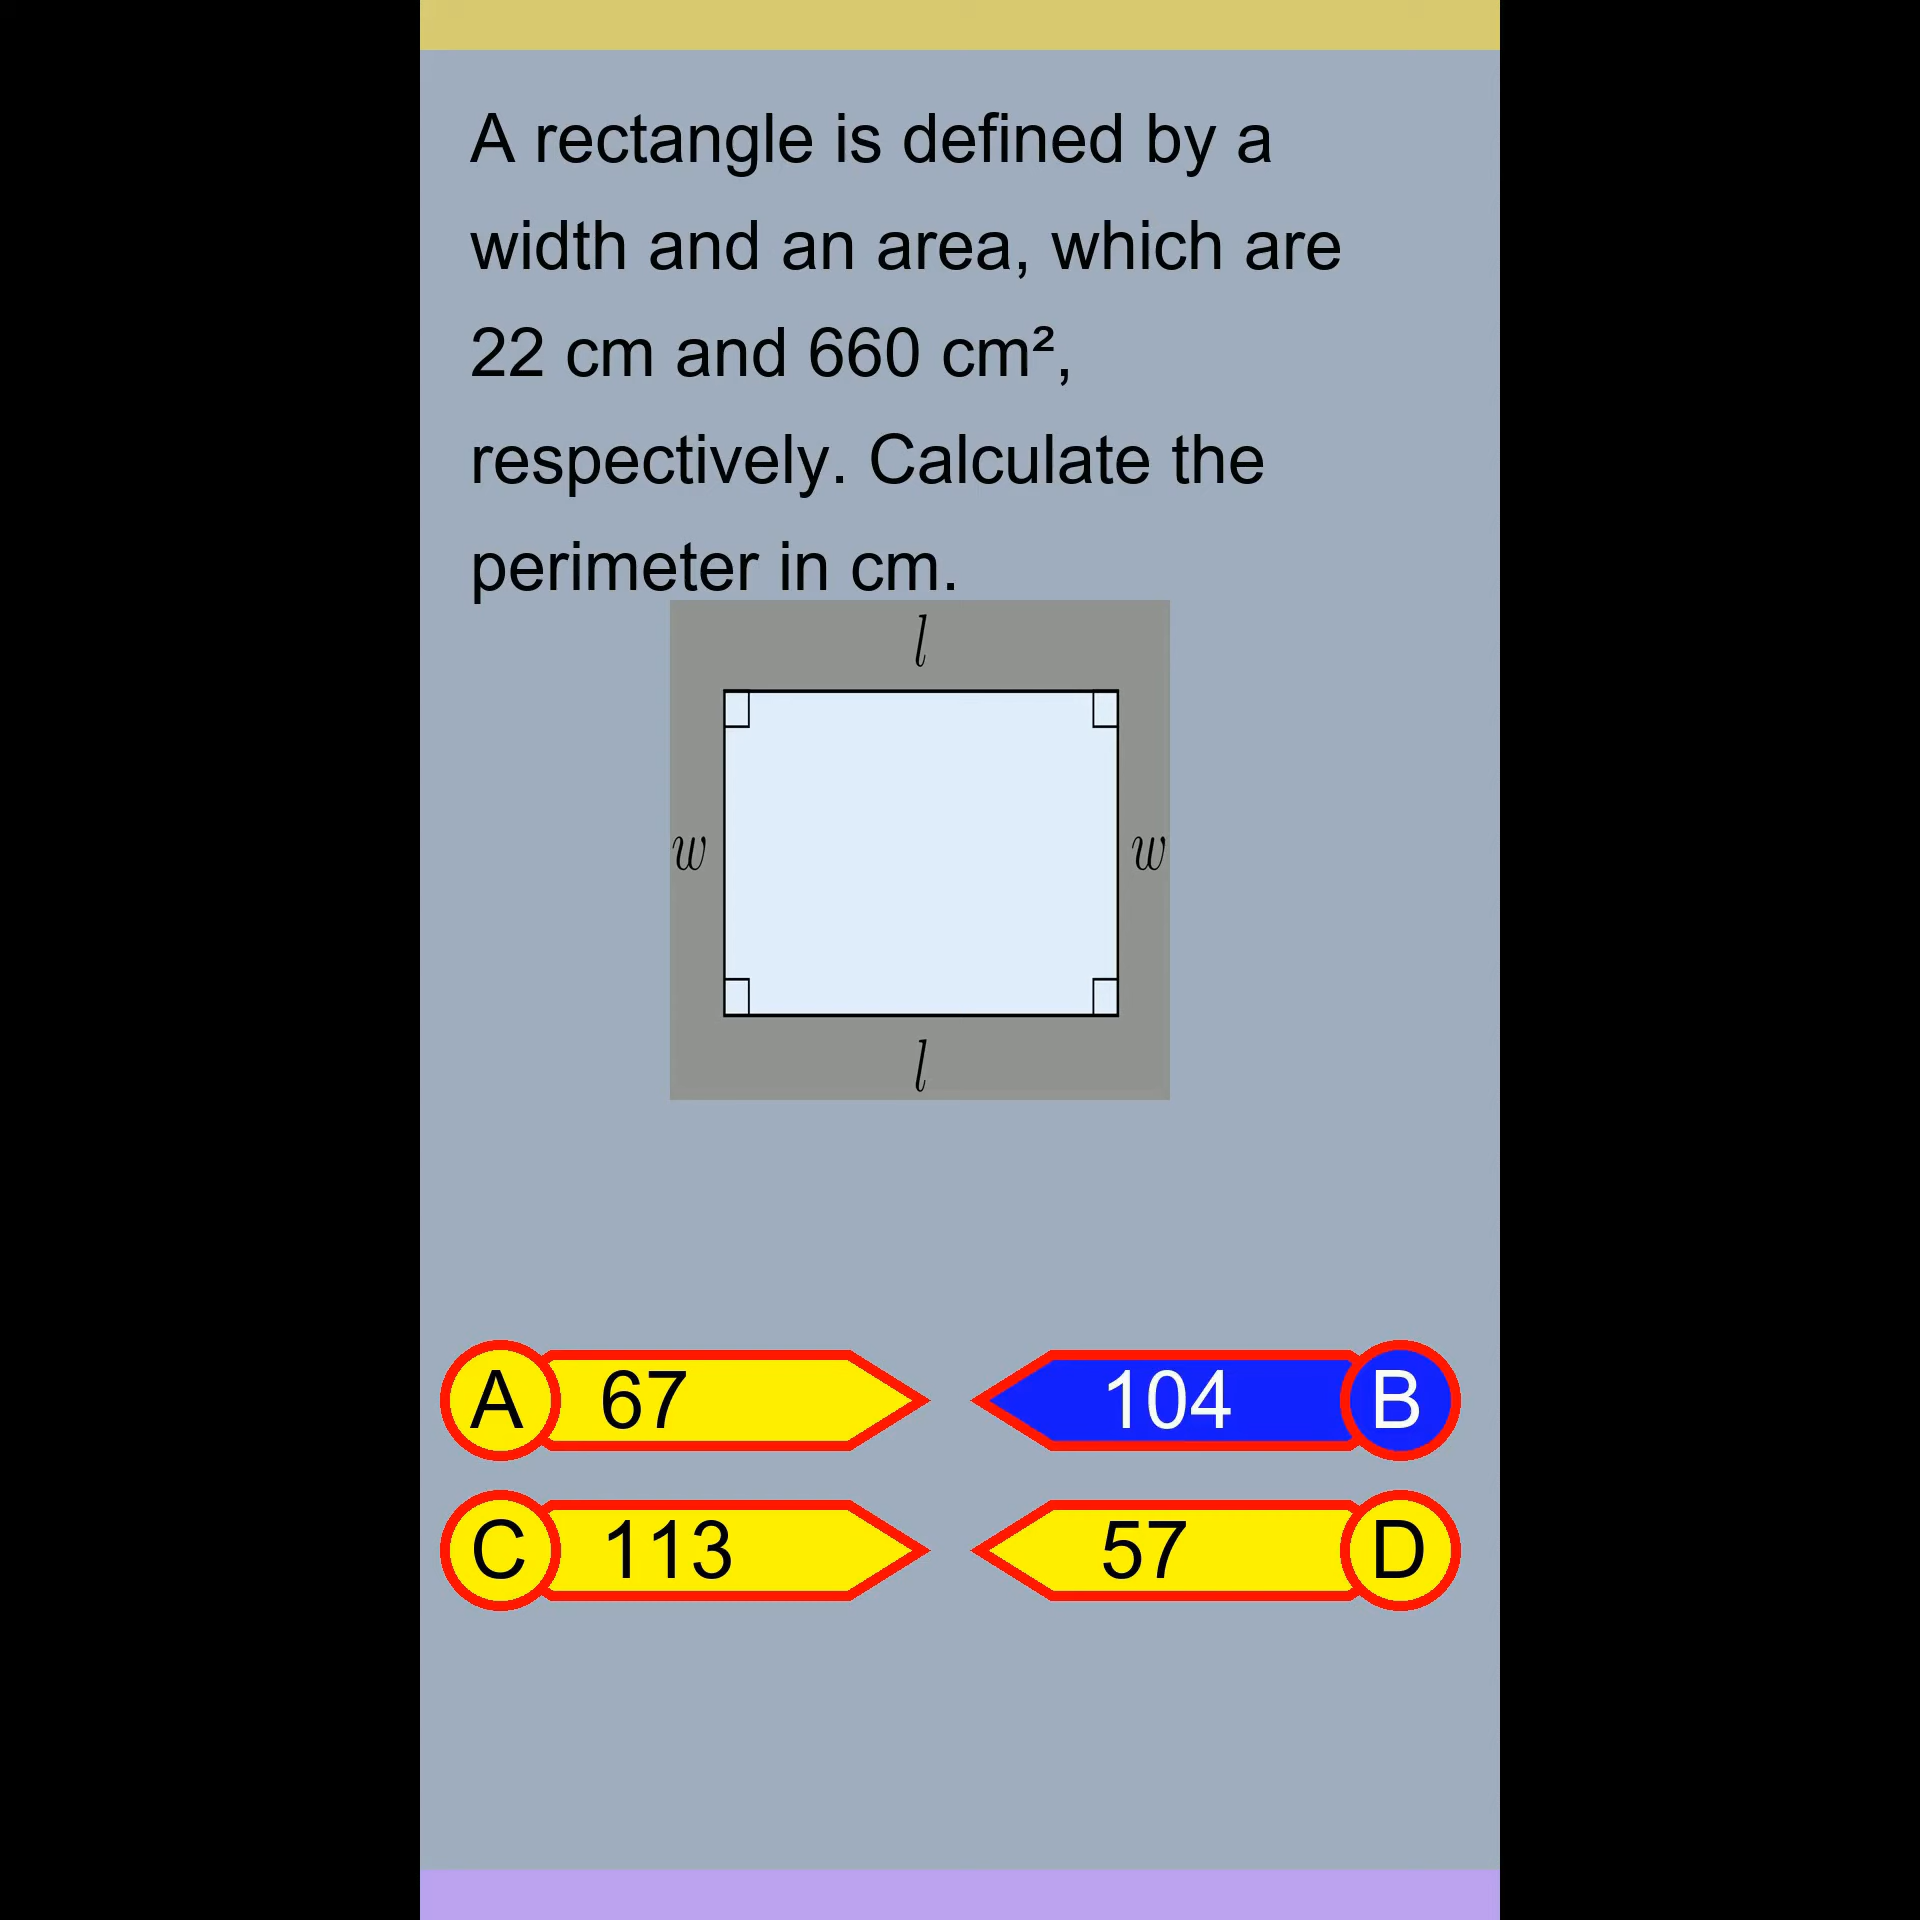 A rectangle is defined by a
width and an area, which are
22 cm and 660 cm²,
respectively. Calculate the
perimeter in cm.
l
w w
l
A 67 104 B
C 113 57 D